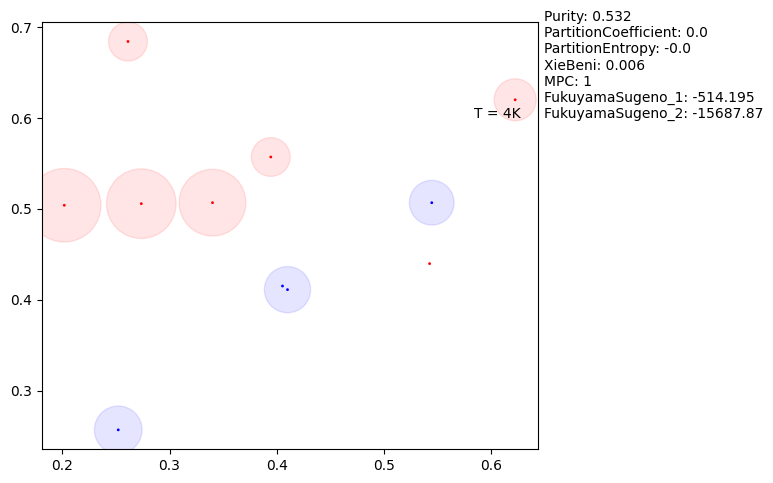 Purity: 0.532
PartitionCoefficient: 0.0
PartitionEntropy: -0.0
XieBeni: 0.006
MPC: 1
FukuyamaSugeno_1: -514.195
FukuyamaSugeno_2: -15687.87
T = 4K
0.7
0.6
0.5
0.4
0.3
0.2 0.3 0.4 0.5 0.6